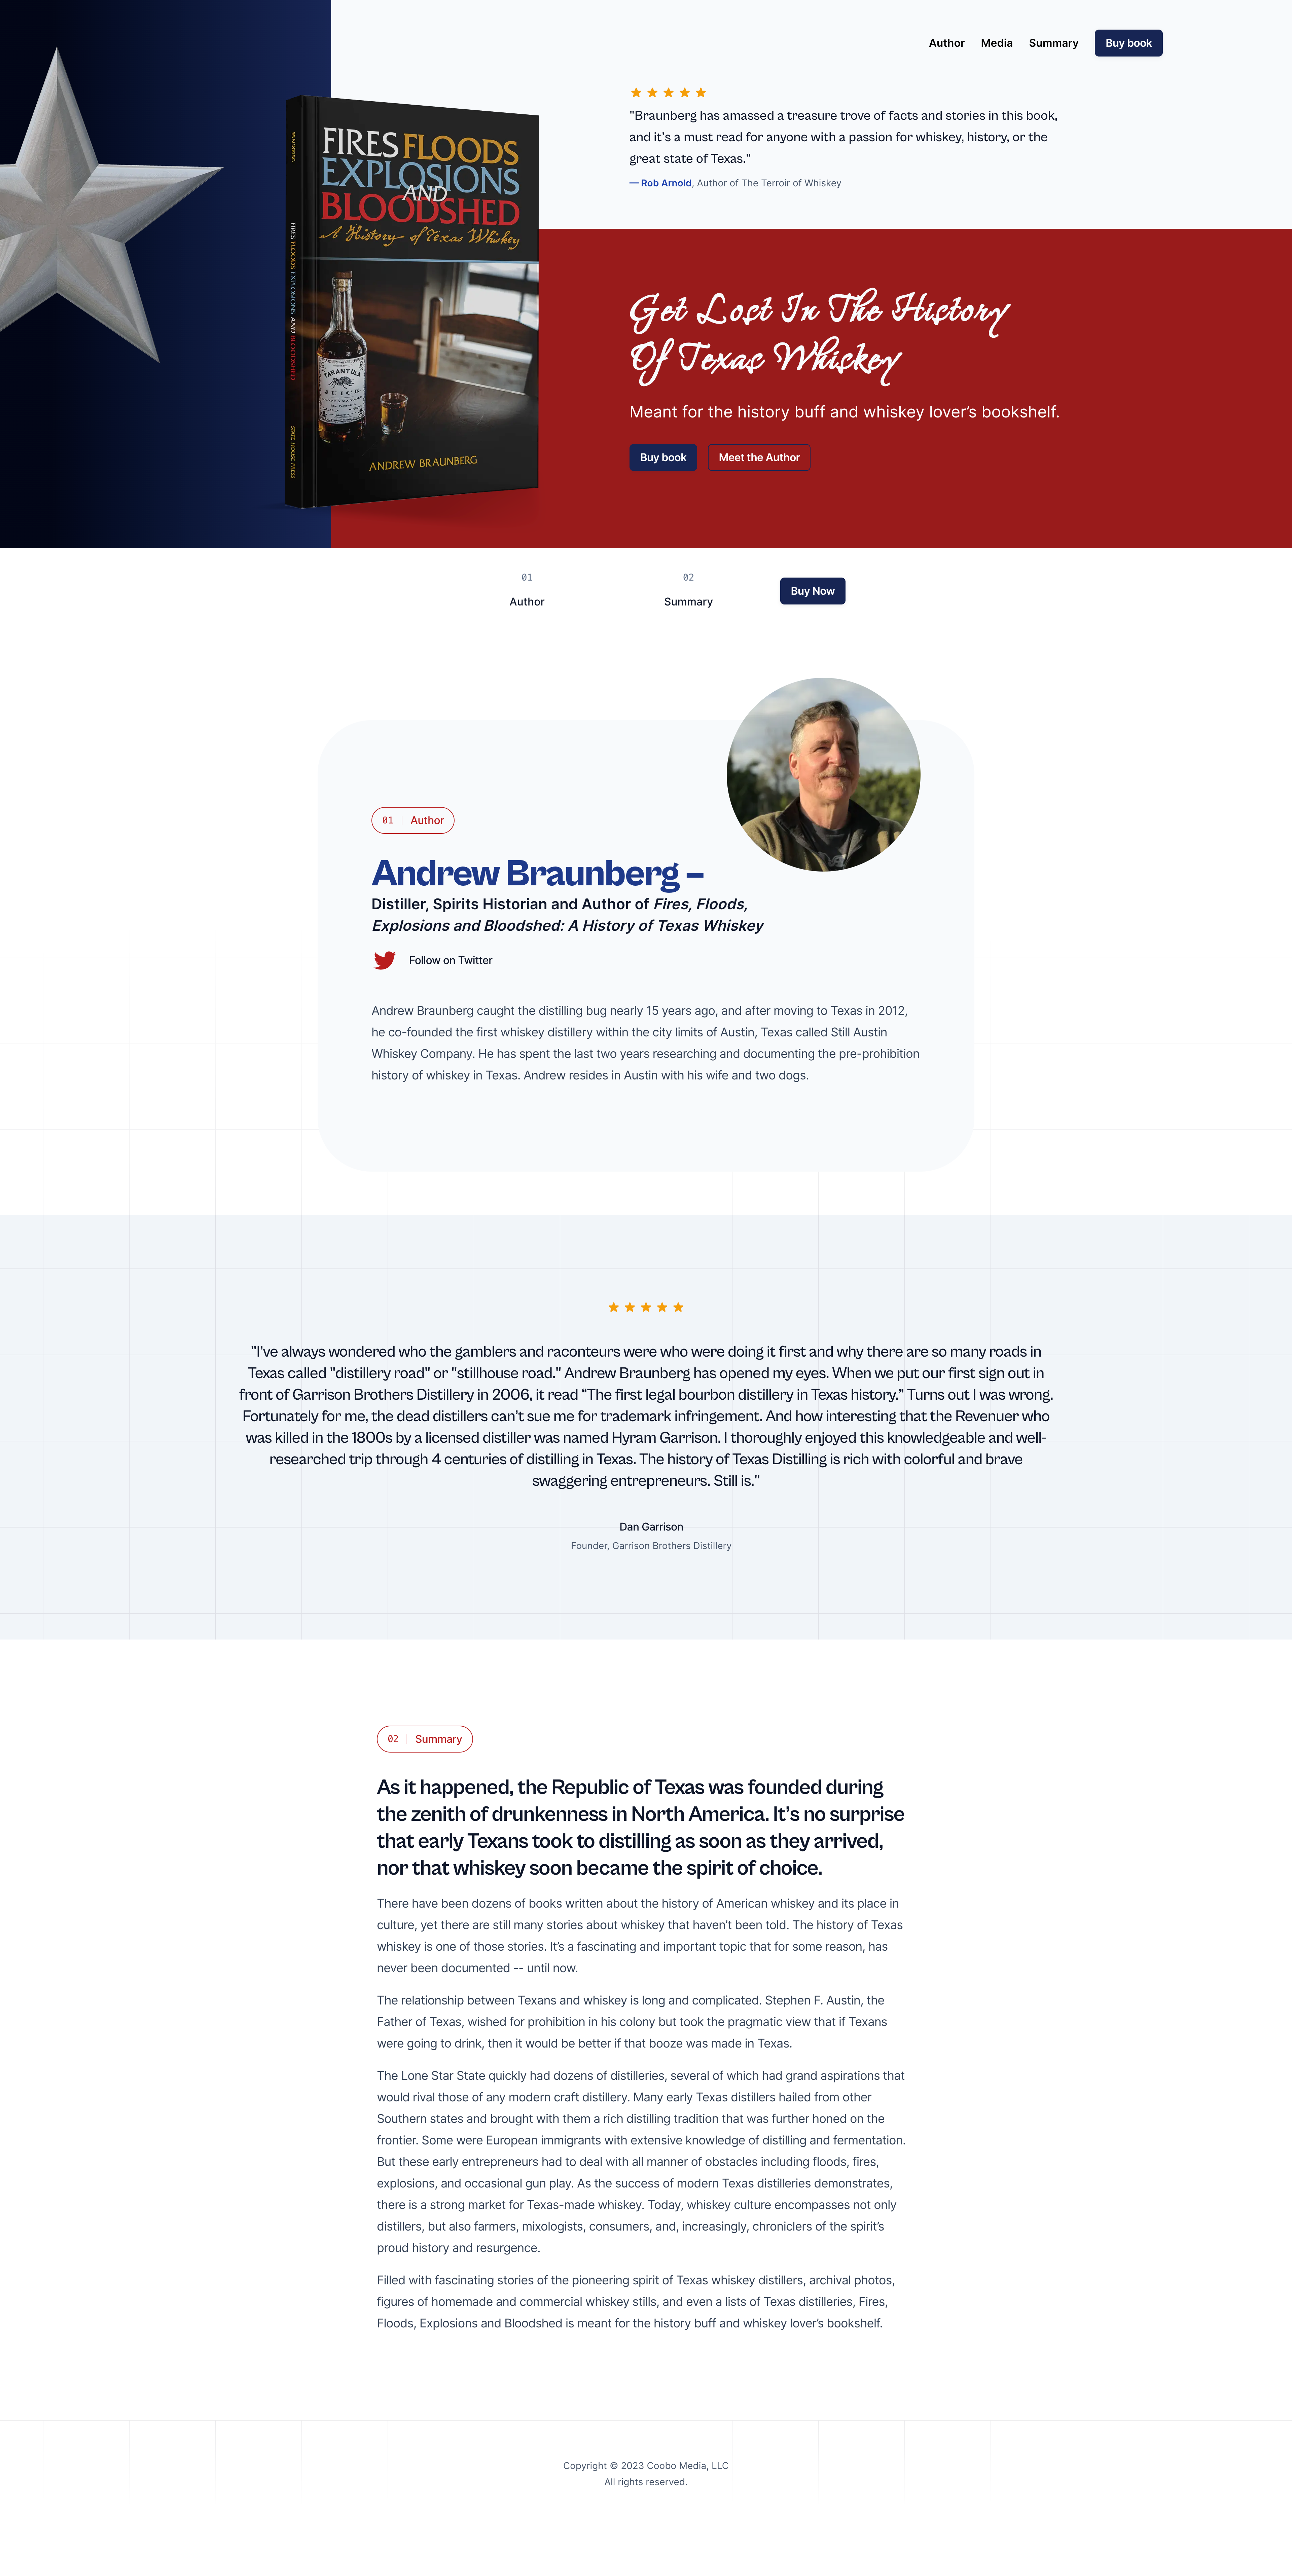 Author Media Summary Buy book
"Braunberg has amassed a treasure trove of facts and stories in this book,
and it's a must read for anyone with a passion for whiskey, history, or the
great state of Texas."
— Rob Arnold, Author of The Terroir of Whiskey
BRAUNBERG
FIRES FLOODS EXPLOSIONS AND BLOODSHED
STATE HOUSE PRESS
FIRES FLOODS
EXPLOSIONS
AND
BLOODSHED
A History of Texas Whiskey
TARANTULA
JUICE
ANDREW BRAUNBERG
Get Lost In The History
Of Texas Whiskey
Meant for the history buff and whiskey lover’s bookshelf.
Buy book Meet the Author
01
Author
02
Summary
Buy Now
01 Author
Andrew Braunberg –
Distiller, Spirits Historian and Author of Fires, Floods,
Explosions and Bloodshed: A History of Texas Whiskey
Follow on Twitter
Andrew Braunberg caught the distilling bug nearly 15 years ago, and after moving to Texas in 2012,
he co-founded the first whiskey distillery within the city limits of Austin, Texas called Still Austin
Whiskey Company. He has spent the last two years researching and documenting the pre-prohibition
history of whiskey in Texas. Andrew resides in Austin with his wife and two dogs.
"I’ve always wondered who the gamblers and raconteurs were who were doing it first and why there are so many roads in
Texas called "distillery road" or "stillhouse road." Andrew Braunberg has opened my eyes. When we put our first sign out in
front of Garrison Brothers Distillery in 2006, it read “The first legal bourbon distillery in Texas history.” Turns out I was wrong.
Fortunately for me, the dead distillers can’t sue me for trademark infringement. And how interesting that the Revenuer who
was killed in the 1800s by a licensed distiller was named Hyram Garrison. I thoroughly enjoyed this knowledgeable and well-
researched trip through 4 centuries of distilling in Texas. The history of Texas Distilling is rich with colorful and brave
swaggering entrepreneurs. Still is."
Dan Garrison
Founder, Garrison Brothers Distillery
02 Summary
As it happened, the Republic of Texas was founded during
the zenith of drunkenness in North America. It’s no surprise
that early Texans took to distilling as soon as they arrived,
nor that whiskey soon became the spirit of choice.
There have been dozens of books written about the history of American whiskey and its place in
culture, yet there are still many stories about whiskey that haven’t been told. The history of Texas
whiskey is one of those stories. It’s a fascinating and important topic that for some reason, has
never been documented -- until now.
The relationship between Texans and whiskey is long and complicated. Stephen F. Austin, the
Father of Texas, wished for prohibition in his colony but took the pragmatic view that if Texans
were going to drink, then it would be better if that booze was made in Texas.
The Lone Star State quickly had dozens of distilleries, several of which had grand aspirations that
would rival those of any modern craft distillery. Many early Texas distillers hailed from other
Southern states and brought with them a rich distilling tradition that was further honed on the
frontier. Some were European immigrants with extensive knowledge of distilling and fermentation.
But these early entrepreneurs had to deal with all manner of obstacles including floods, fires,
explosions, and occasional gun play. As the success of modern Texas distilleries demonstrates,
there is a strong market for Texas-made whiskey. Today, whiskey culture encompasses not only
distillers, but also farmers, mixologists, consumers, and, increasingly, chroniclers of the spirit’s
proud history and resurgence.
Filled with fascinating stories of the pioneering spirit of Texas whiskey distillers, archival photos,
figures of homemade and commercial whiskey stills, and even a lists of Texas distilleries, Fires,
Floods, Explosions and Bloodshed is meant for the history buff and whiskey lover’s bookshelf.
Copyright © 2023 Coobo Media, LLC
All rights reserved.